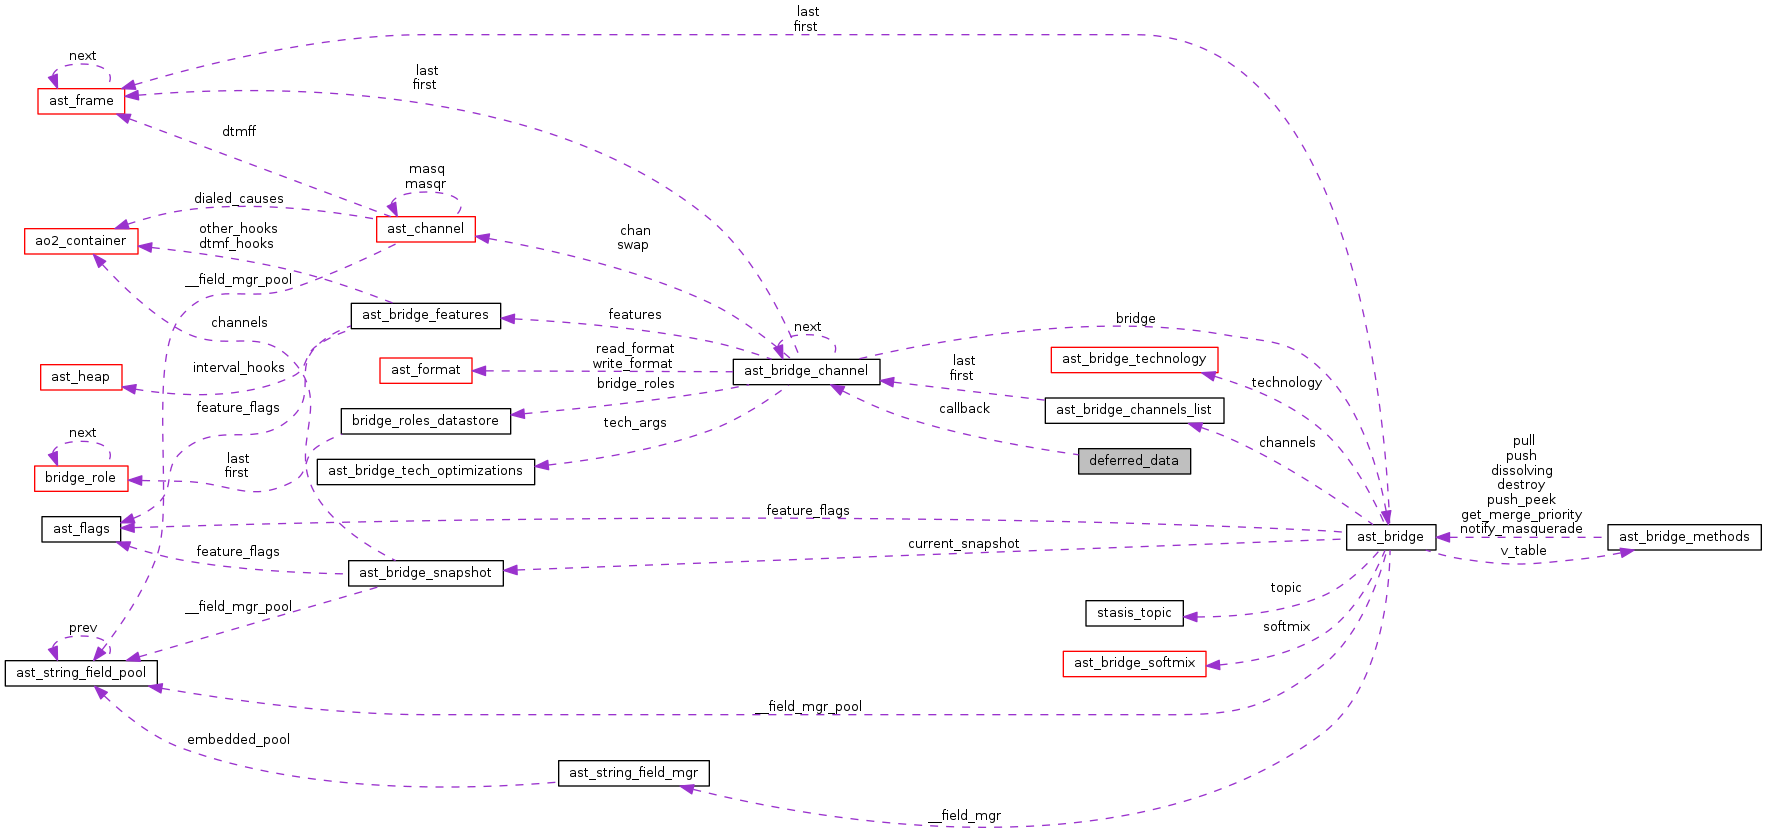 last
first
next
last
first
ast_frame
dtmff
masq
masqr
dialed_causes
other_hooks
dtmf_hooks
ast_channel
ao2_container
chan
swap
__field_mgr_pool
ast_bridge_features
features
channels
bridge
next
read_format
write_format
ast_bridge_technology
interval_hooks
ast_heap
ast_format
ast_bridge_channel
last
first
technology
bridge_roles
feature_flags
callback
ast_bridge_channels_list
bridge_roles_datastore
tech_args
next
channels
pull
push
dissolving
destroy
push_peek
get_merge_priority
notify_masquerade
last
first
deferred_data
bridge_role
ast_bridge_tech_optimizations
feature_flags
ast_flags
ast_bridge
ast_bridge_methods
v_table
current_snapshot
feature_flags
ast_bridge_snapshot
topic
__field_mgr_pool
stasis_topic
prev
softmix
ast_bridge_softmix
ast_string_field_pool
__field_mgr_pool
embedded_pool
ast_string_field_mgr
__field_mgr